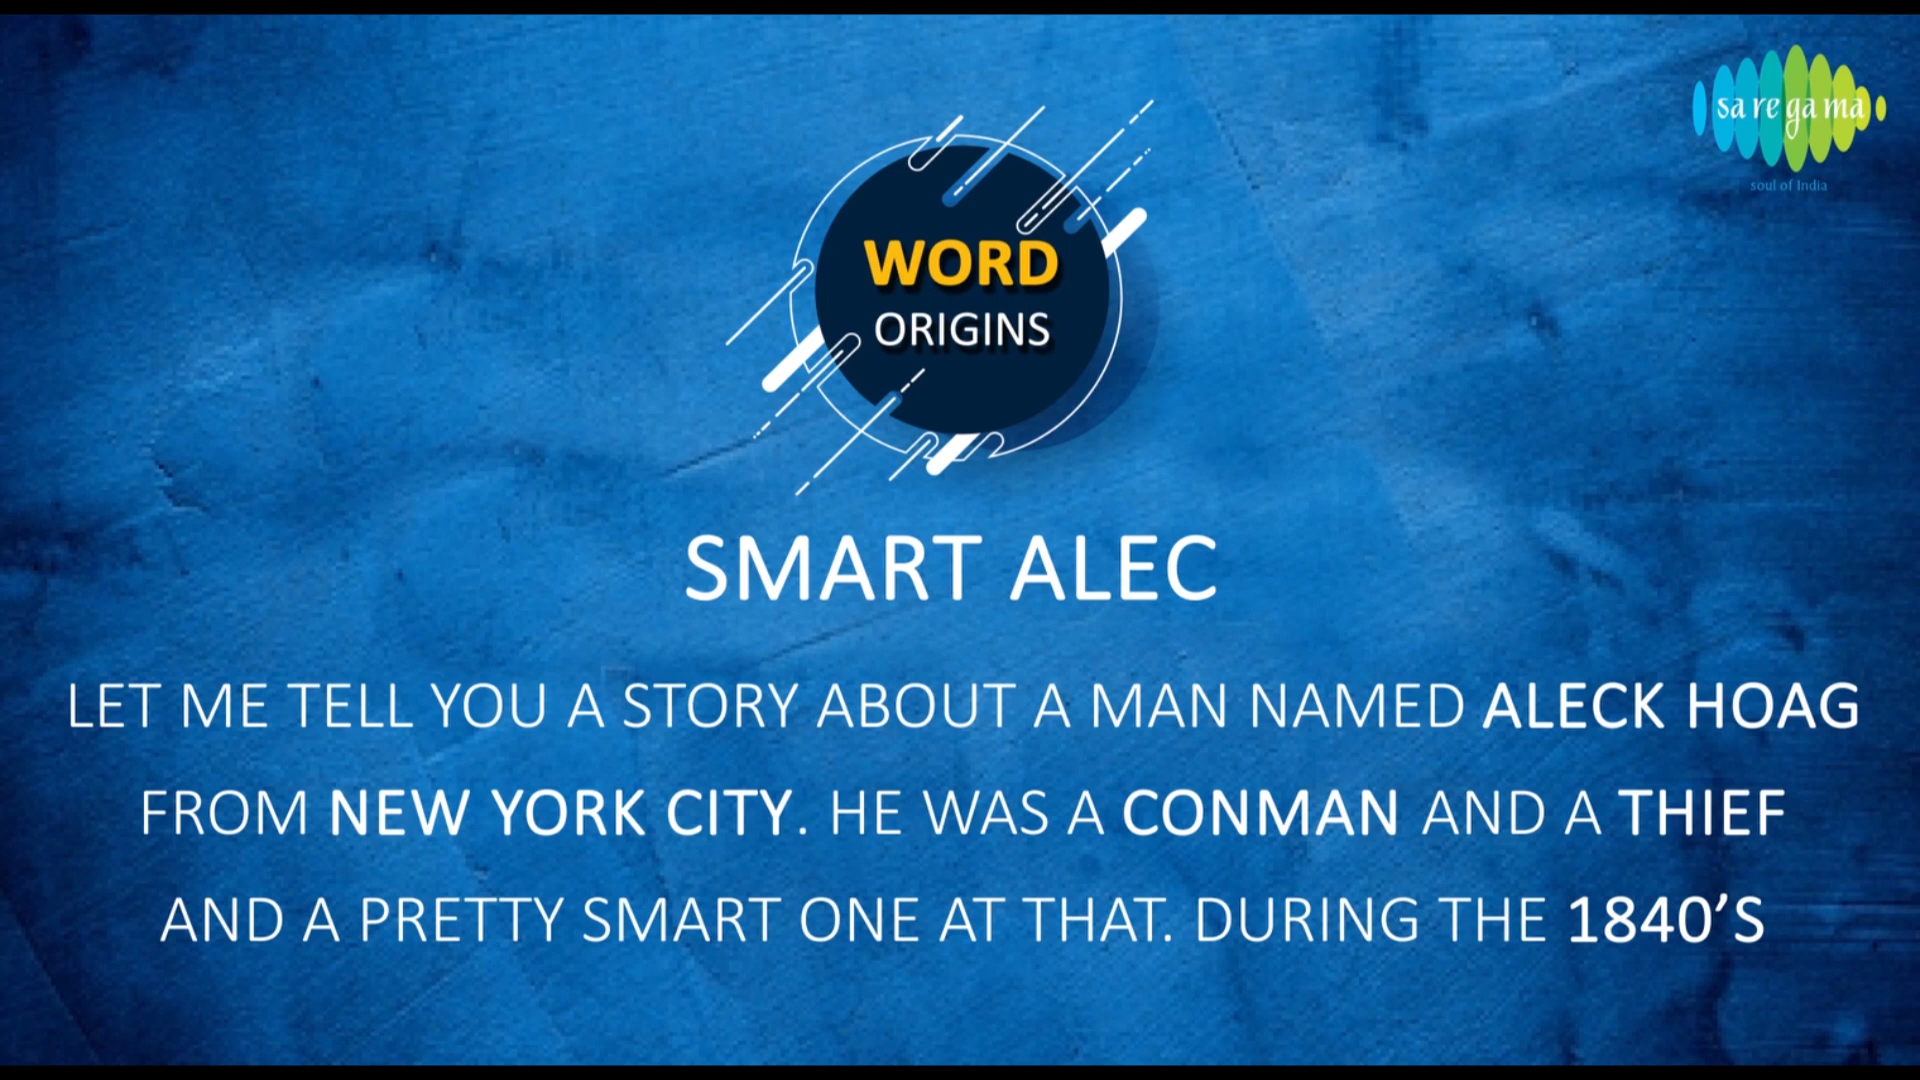 sa re ga ma
soul of India
WORD
ORIGINS
SMART ALEC
LET ME TELL YOU A STORY ABOUT A MAN NAMED ALECK HOAG
FROM NEW YORK CITY. HE WAS A CONMAN AND A THIEF
AND A PRETTY SMART ONE AT THAT. DURING THE 1840’S